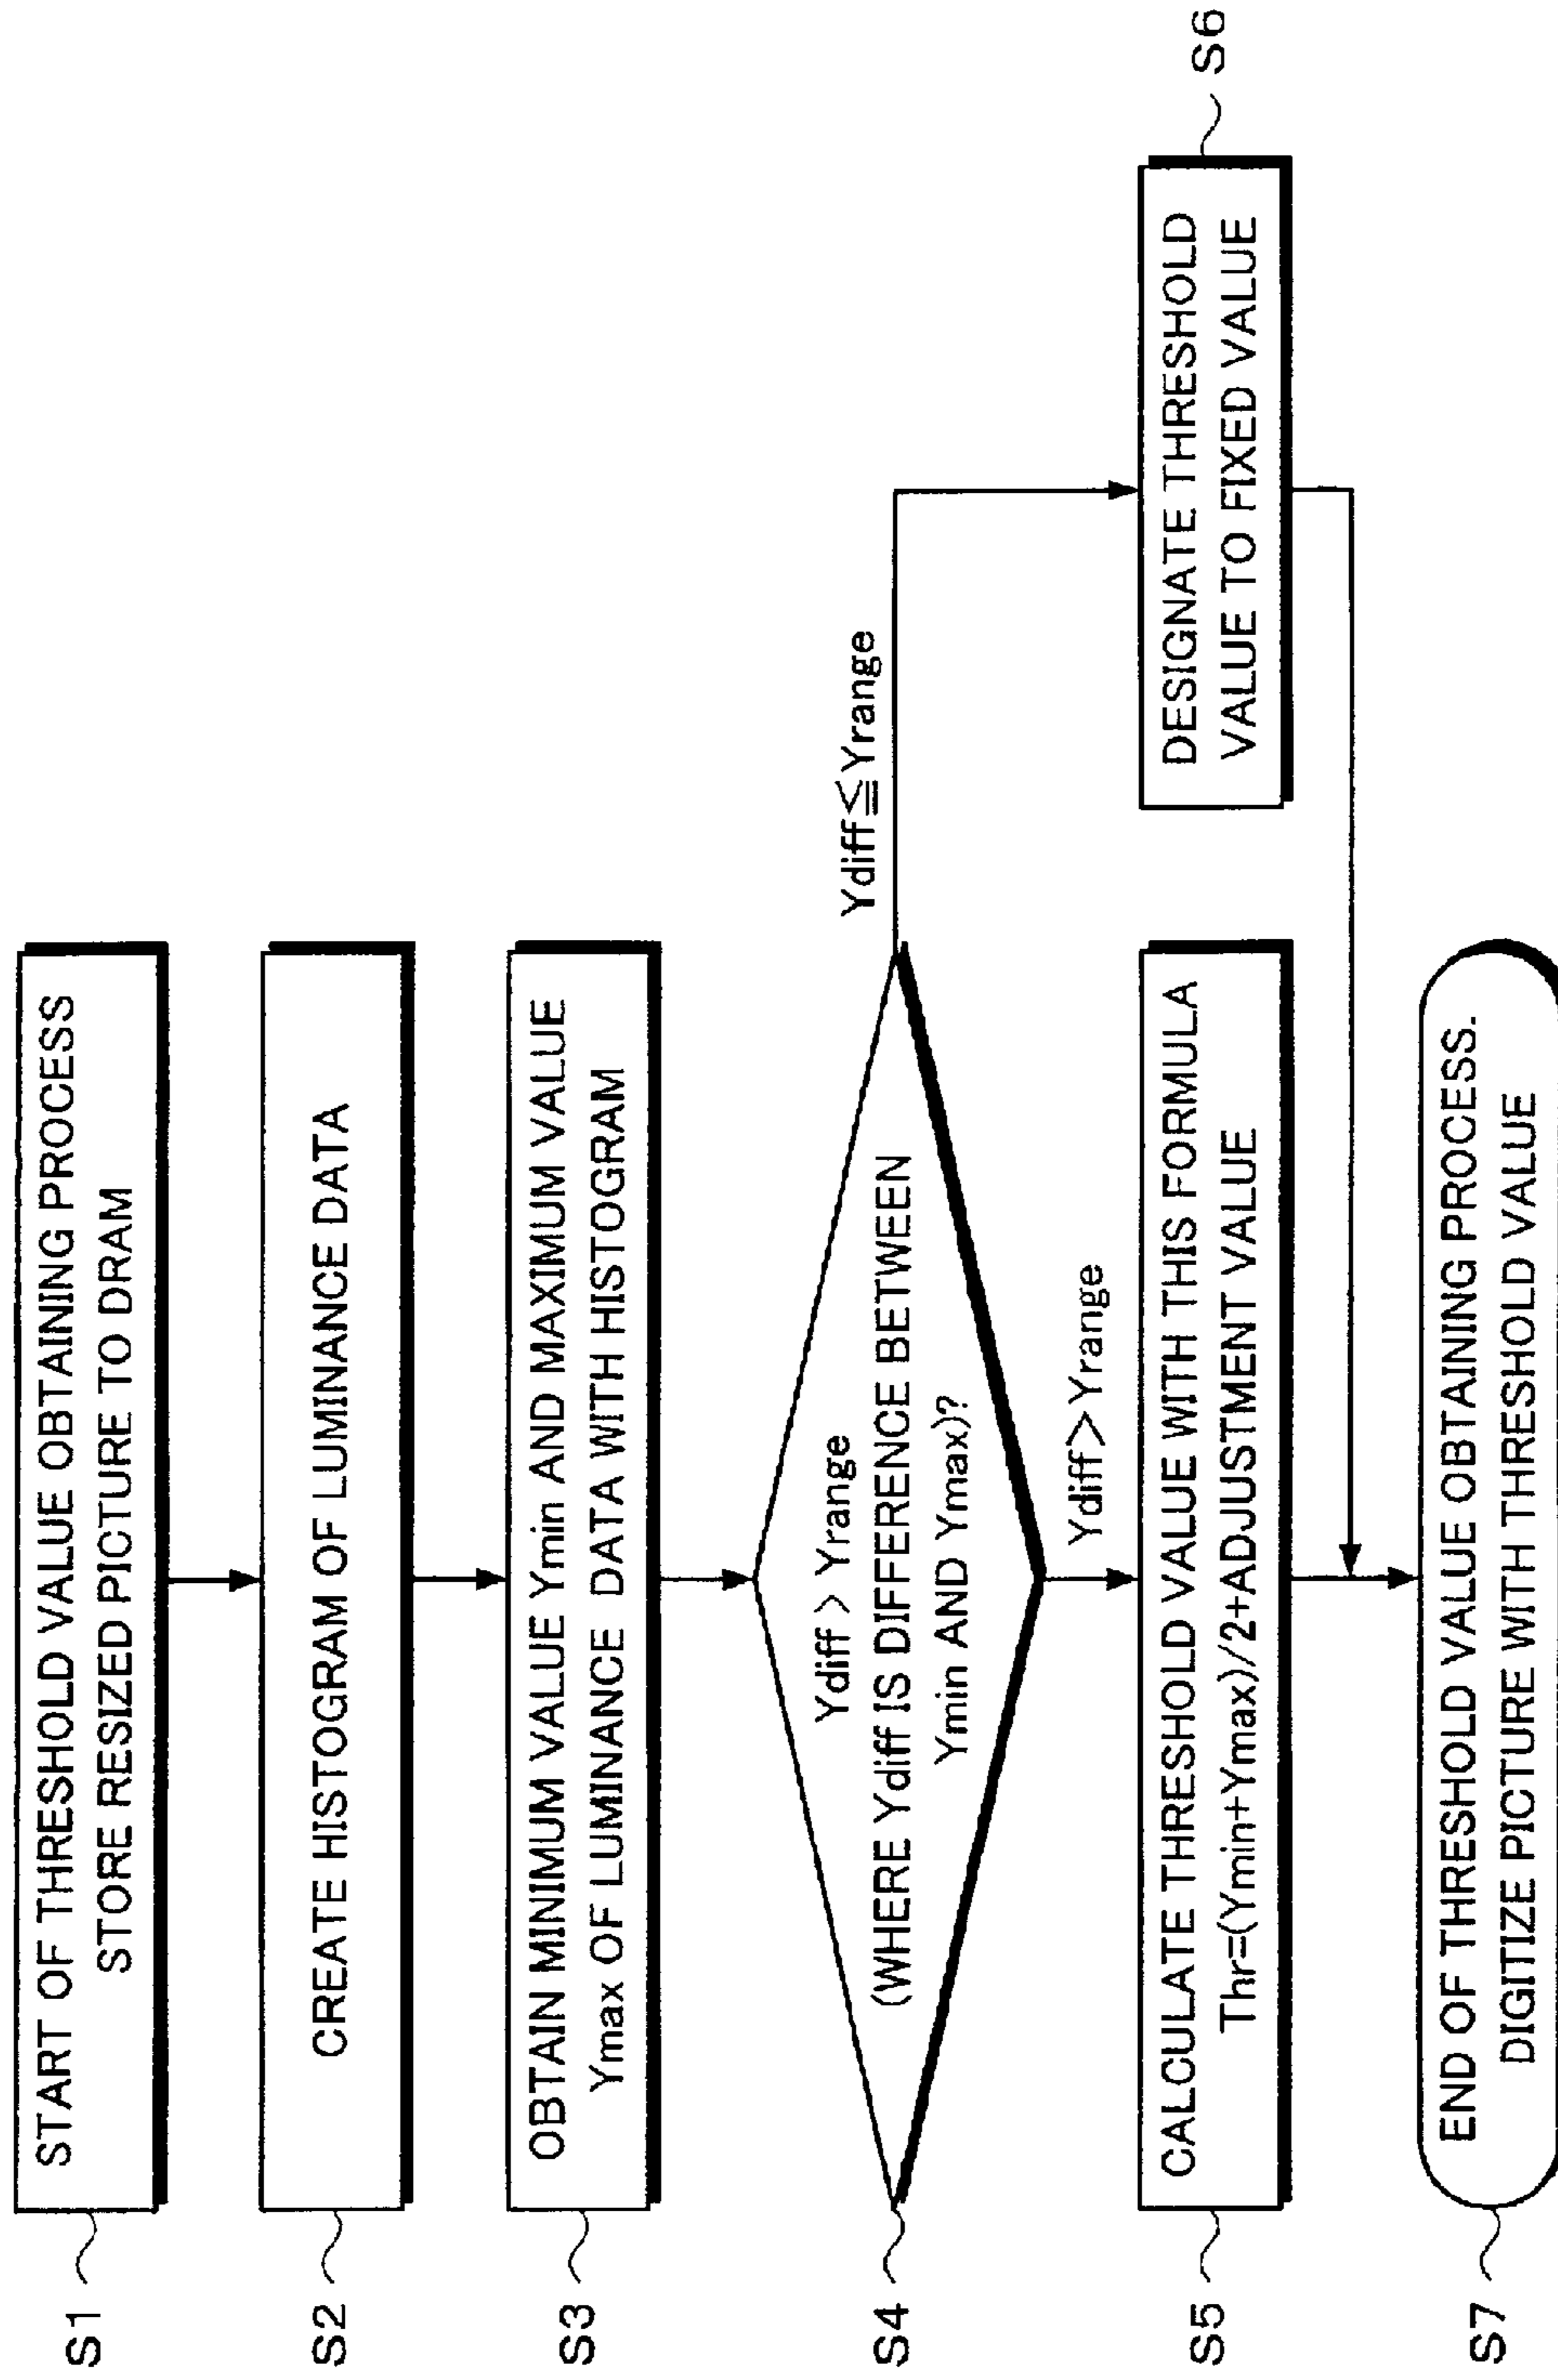 S1
START OF THRESHOLD VALUE OBTAINING PROCESS
STORE RESIZED PICTURE TO DRAM
S2
CREATE HISTOGRAM OF LUMINANCE DATA
S3
OBTAIN MINIMUM VALUE Ymin AND MAXIMUM VALUE
Ymax OF LUMINANCE DATA WITH HISTOGRAM
S4
Ydiff > Yrange
(WHERE Ydiff IS DIFFERENCE BETWEEN
Ymin AND Ymax)?
Ydiff≦Yrange
Ydiff>Yrange
S5
CALCULATE THRESHOLD VALUE WITH THIS FORMULA
Thr=(Ymin+Ymax)/2+ADJUSTMENT VALUE
DESIGNATE THRESHOLD
VALUE TO FIXED VALUE
S6
S7
END OF THRESHOLD VALUE OBTAINING PROCESS.
DIGITIZE PICTURE WITH THRESHOLD VALUE